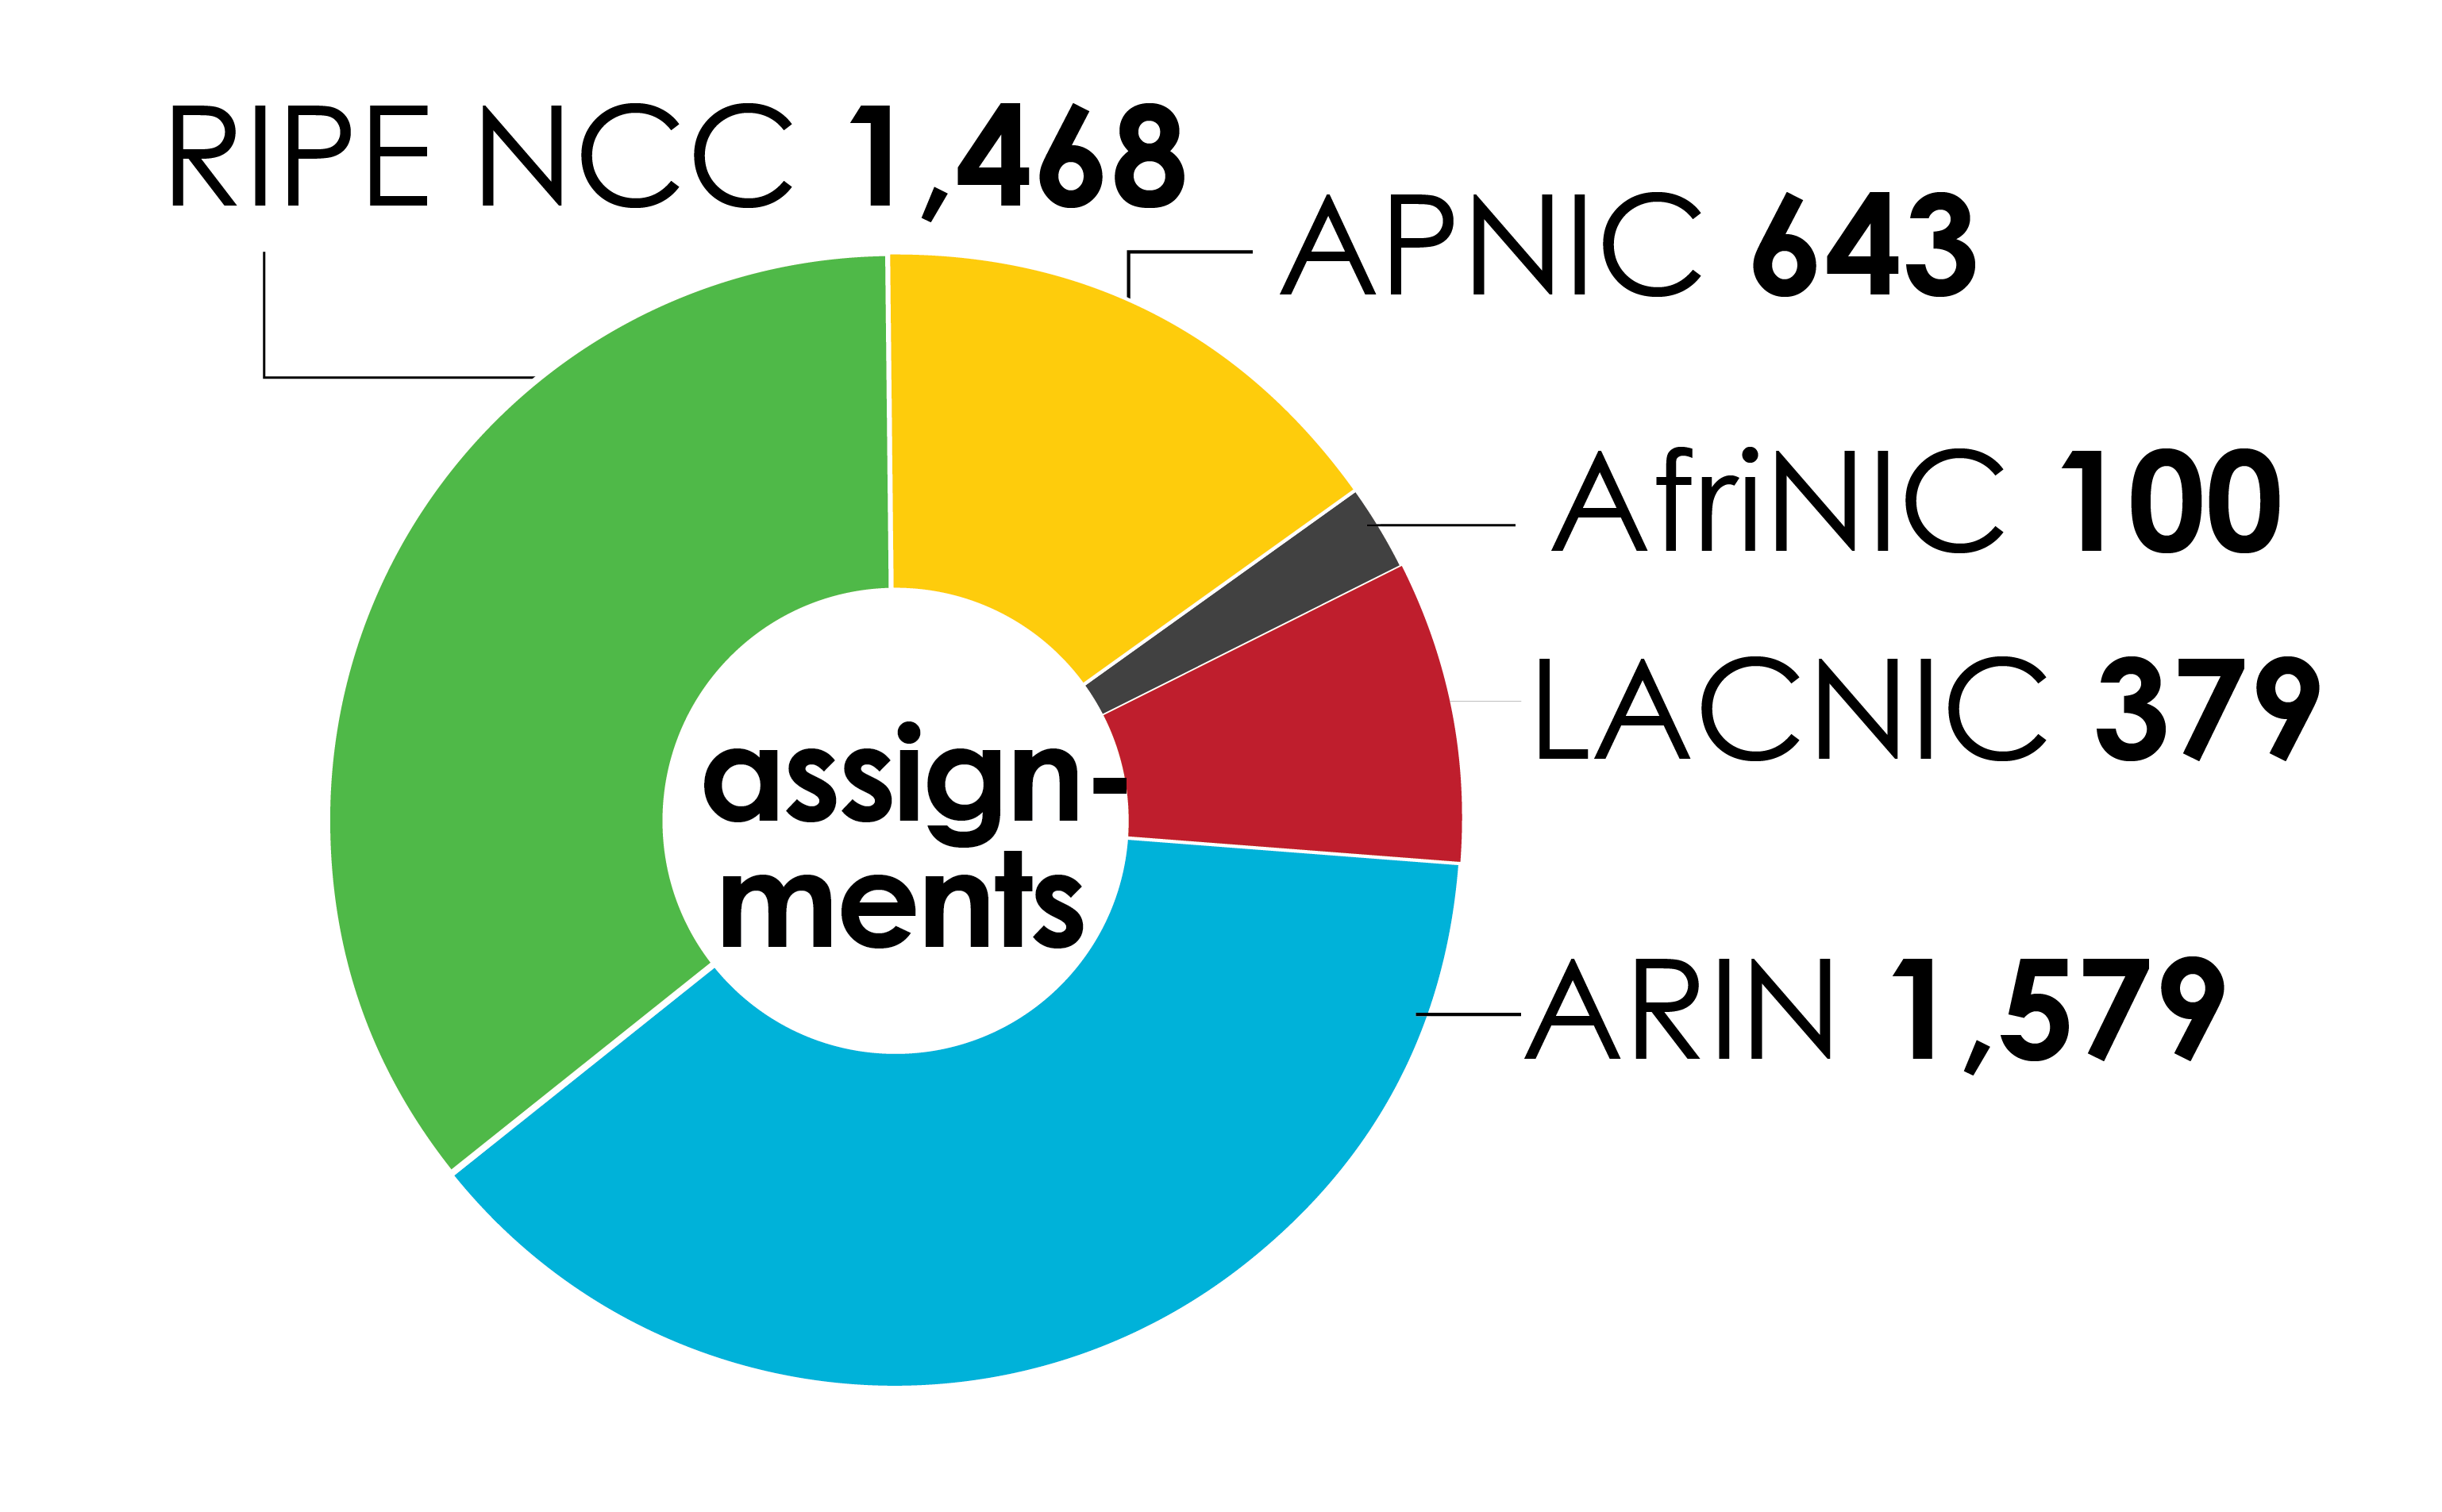 RIPE NCC 1,468
APNIC 643
AfriNIC 100
LACNIC 379
assign-
ments
ARIN 1,579